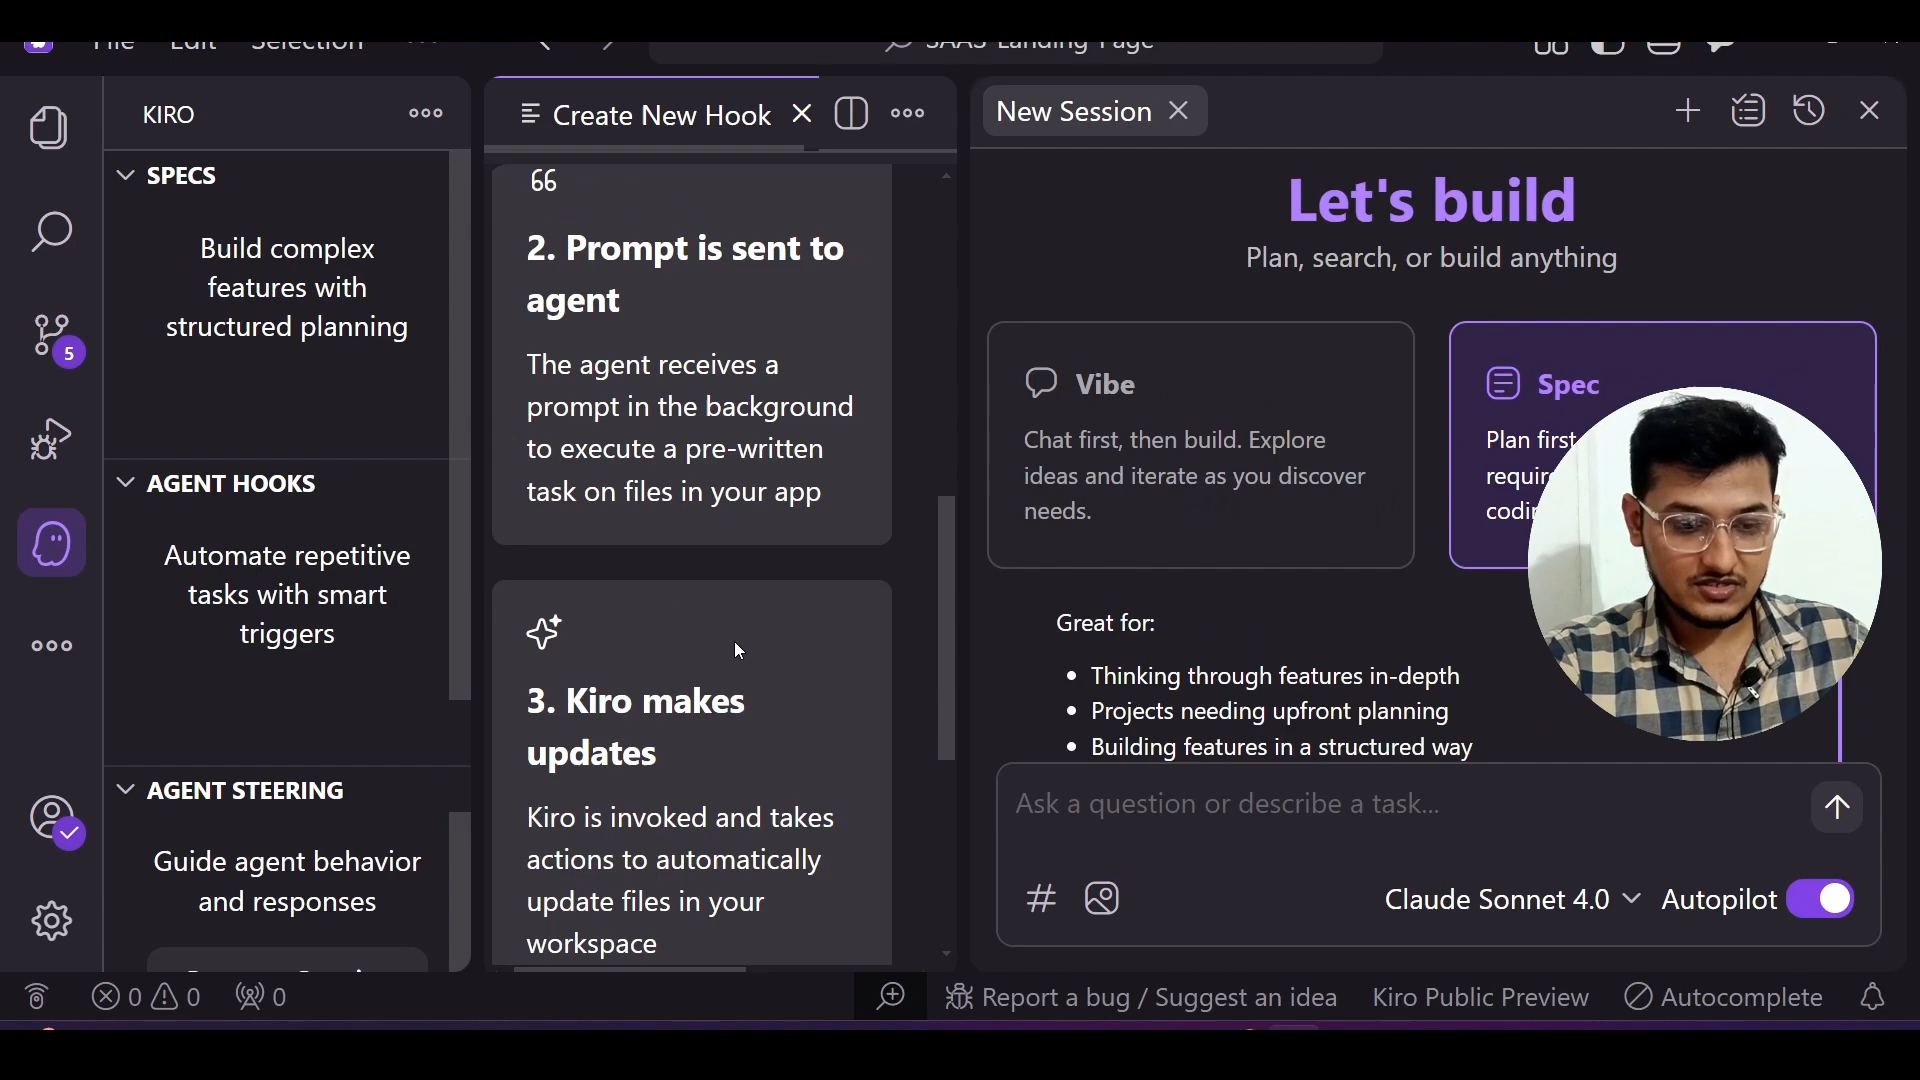 File Edit Selection ...
SAAS-Landing-Page
KIRO
SPECS
Build complex
features with
structured planning
AGENT HOOKS
Automate repetitive
tasks with smart
triggers
AGENT STEERING
Guide agent behavior
and responses
5
Create New Hook
2. Prompt is sent to
agent
The agent receives a
prompt in the background
to execute a pre-written
task on files in your app
3. Kiro makes
updates
Kiro is invoked and takes
actions to automatically
update files in your
workspace
New Session
Let's build
Plan, search, or build anything
Vibe
Chat first, then build. Explore
ideas and iterate as you discover
needs.
Spec
Plan first
Great for:
• Thinking through features in-depth
• Projects needing upfront planning
• Building features in a structured way
Ask a question or describe a task...
Claude Sonnet 4.0 Autopilot
0 0 0
Report a bug / Suggest an idea Kiro Public Preview Autocomplete